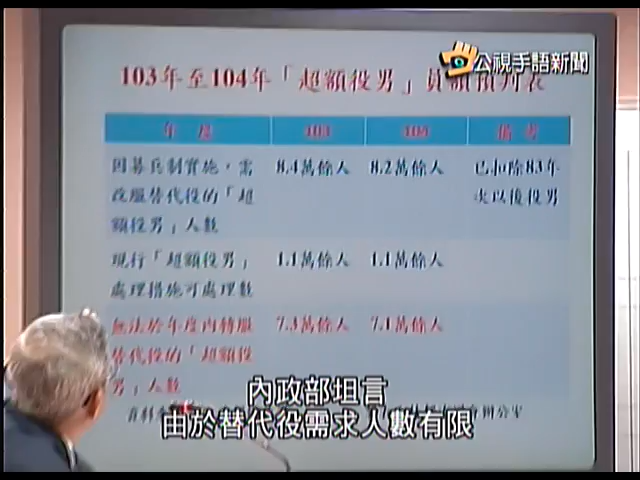 公視手語新聞
103年至104年「超額役男」員額預判表
年度 103 104 備考
因募兵制實施，需 8.4萬餘人 8.2萬餘人 已扣除83年
改服替代役的「超 次以後役男
額役男」人數
現行「超額役男」 1.1萬餘人 1.1萬餘人
處理措施可處理數
無法於年度內轉服 7.3萬餘人 7.1萬餘人
替代役的「超額役
男」人數
內政部坦言
由於替代役需求人數有限